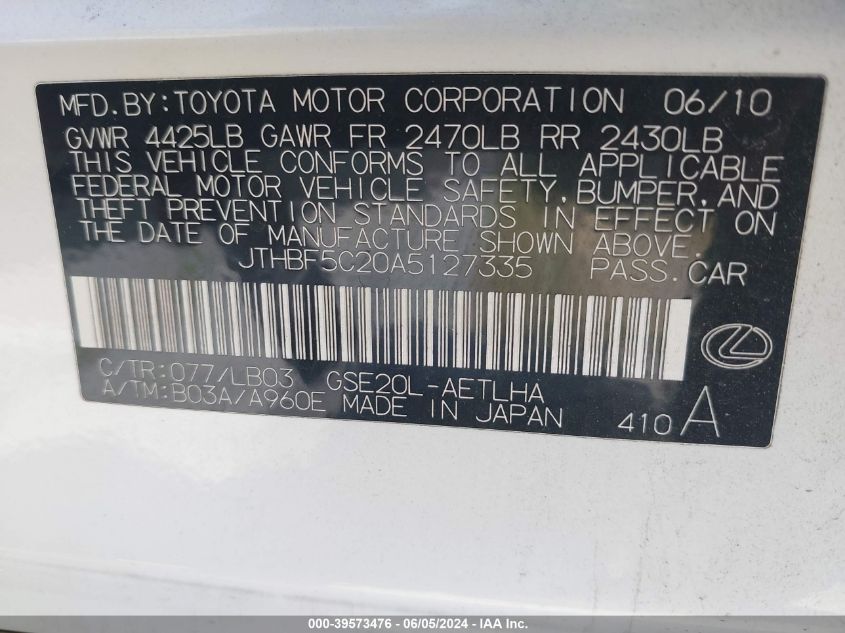 MFD.BY:TOYOTA MOTOR CORPORATION 06/10
GVWR 4425LB GAWR FR 2470LB RR 2430LB
THIS VEHICLE CONFORMS TO ALL APPLICABLE
FEDERAL MOTOR VEHICLE SAFETY,BUMPER,AND
THEFT PREVENTION STANDARDS IN EFFECT ON
THE DATE OF MANUFACTURE SHOWN ABOVE.
JTHBF5C20A5127335 PASS.CAR
C/TR:077/LB03 GSE20L-AETLHA
A/TM:B03A/A960E MADE IN JAPAN 410 A
000-39573476 | 06/05/2024 - IAA Inc.